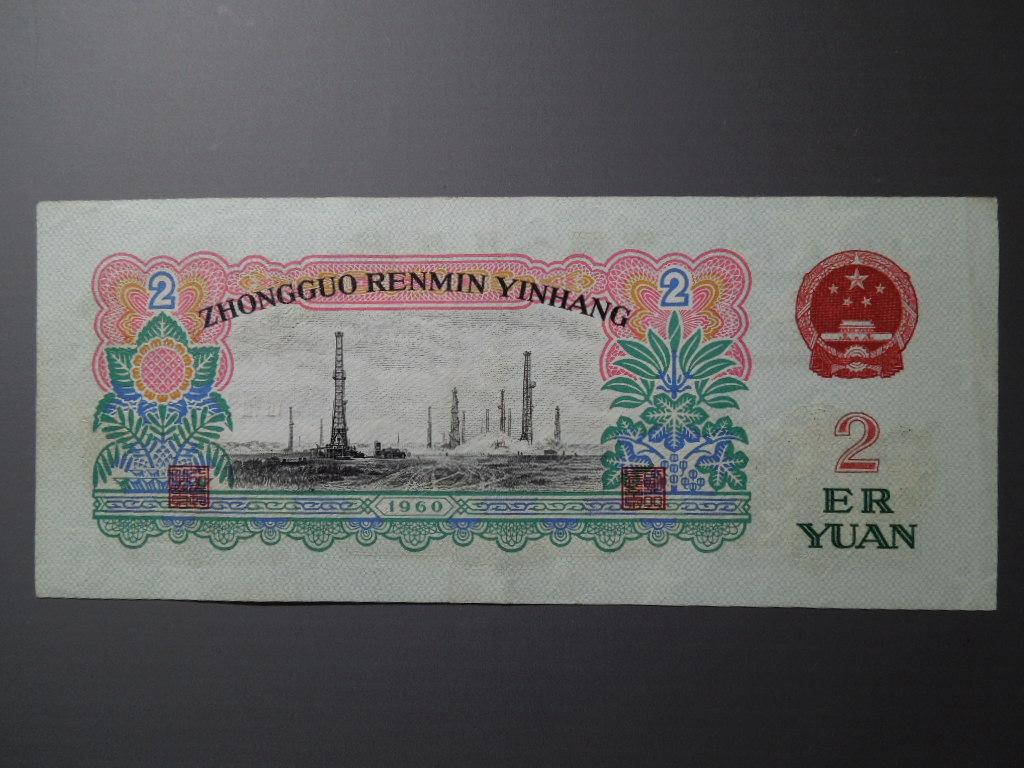 2
2
ZHONGGUO RENMIN YINHANG
1960
2
ER
YUAN